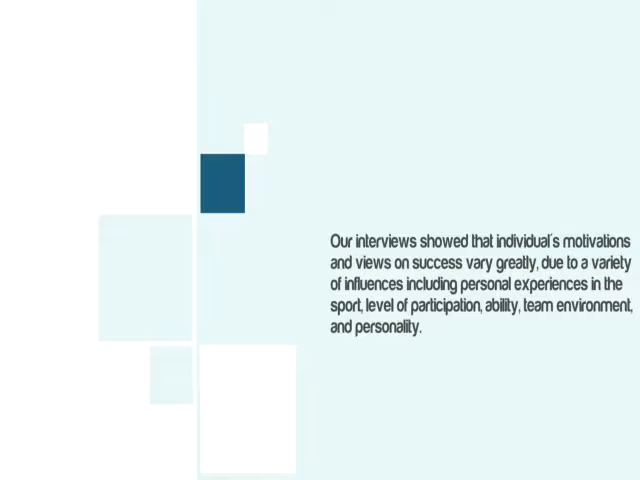 Our interviews showed that individual's motivations
and views on success vary greatly, due to a variety
of influences including personal experiences in the
sport, level of participation, ability, team environment,
and personality.